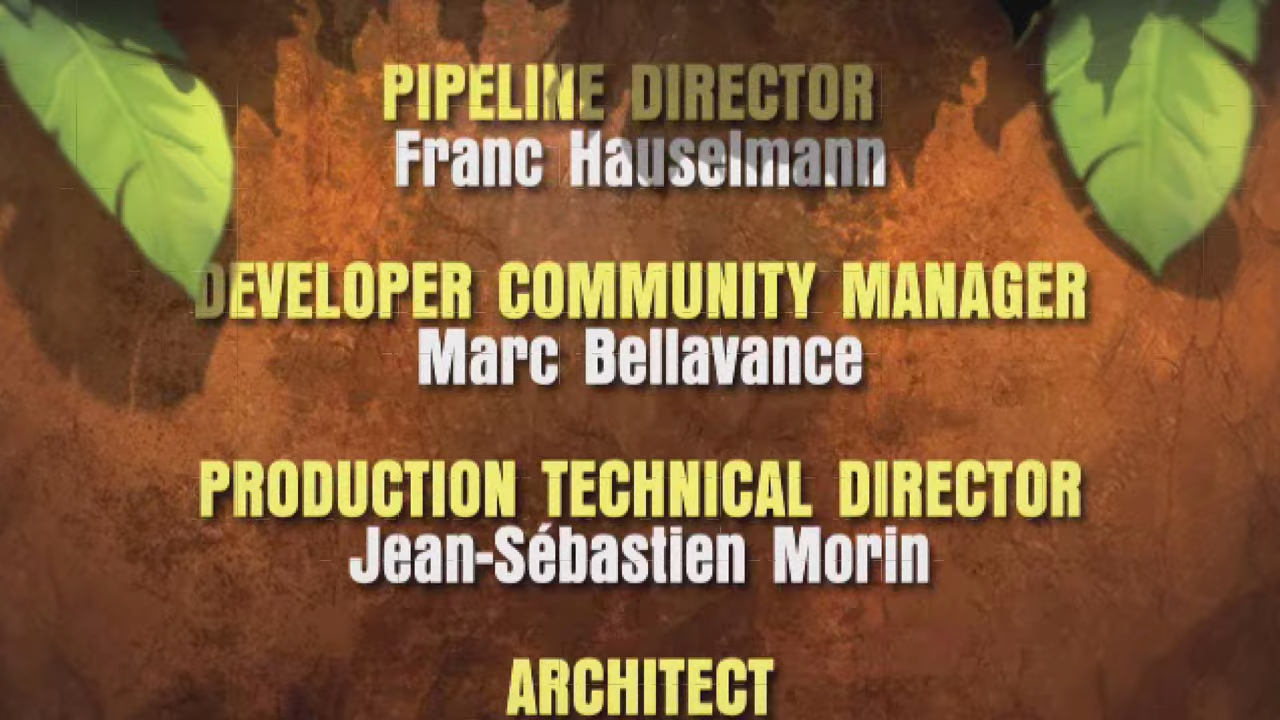 PIPELINE DIRECTOR
Franc Hauselmann
DEVELOPER COMMUNITY MANAGER
Marc Bellavance
PRODUCTION TECHNICAL DIRECTOR
Jean-Sébastien Morin
ARCHITECT